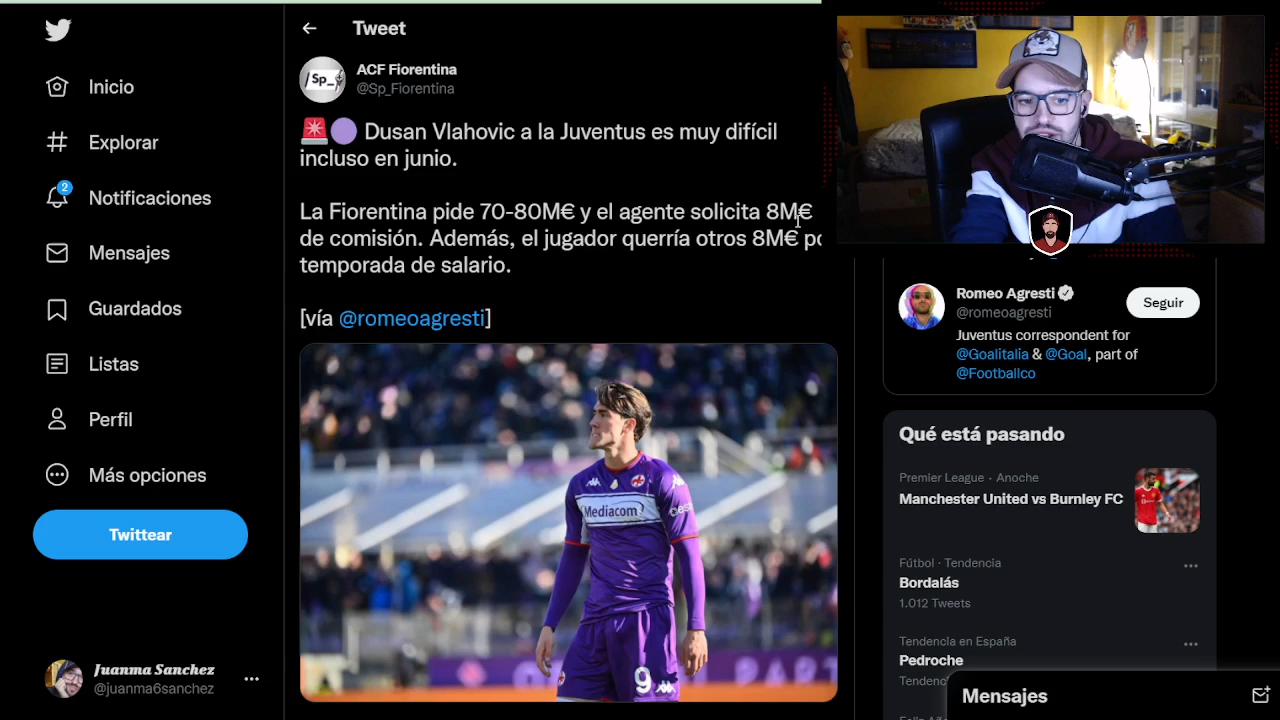 Inicio
Explorar
2
Notificaciones
Mensajes
Guardados
Listas
Perfil
Más opciones
Twittear
Juanma Sanchez
@juanma6sanchez
Tweet
/Sp_
ACF Fiorentina
@Sp_Fiorentina
Dusan Vlahovic a la Juventus es muy difícil
incluso en junio.
La Fiorentina pide 70-80M€ y el agente solicita 8M€
de comisión. Además, el jugador querría otros 8M€
temporada de salario.
[vía @romeoagresti]
Mediacom
9
Romeo Agresti
@romeoagresti
Seguir
Juventus correspondent for
@GoalItalia & @Goal, part of
@Footballco
Qué está pasando
Premier League · Anoche
Manchester United vs Burnley FC
Fútbol · Tendencia
Bordalás
1.012 Tweets
Tendencia en España
Pedroche
Mensajes